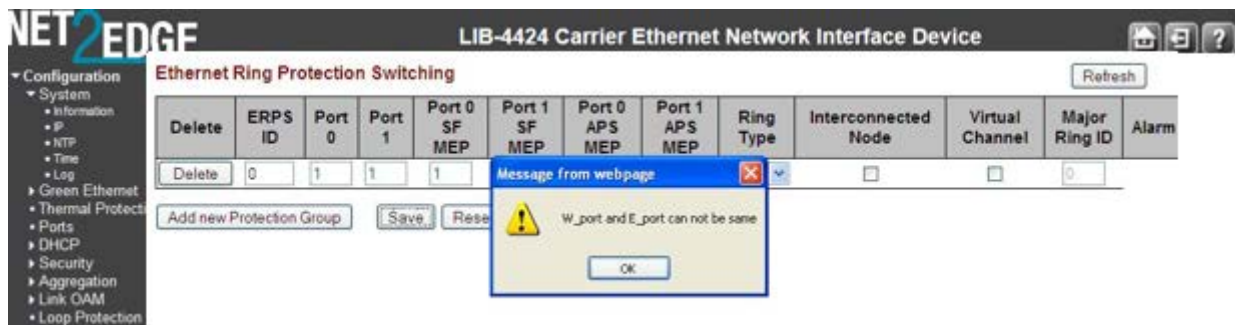 NET2EDGE
LIB-4424 Carrier Ethernet Network Interface Device
?
Configuration
System
Information
IP
NTP
Time
Log
Green Ethernet
Thermal Protecti
Ports
DHCP
Security
Aggregation
Link OAM
Loop Protection
Ethernet Ring Protection Switching
Refresh
Delete ERPS ID Port 0 Port 1 Port 0 SF MEP Port 1 SF MEP Port 0 APS MEP Port 1 APS MEP Ring Type Interconnected Node Virtual Channel Major Ring ID Alarm
Delete 0 1 1 1 0
Add new Protection Group Save Rese
Message from webpage
W_port and E_port can not be same
OK